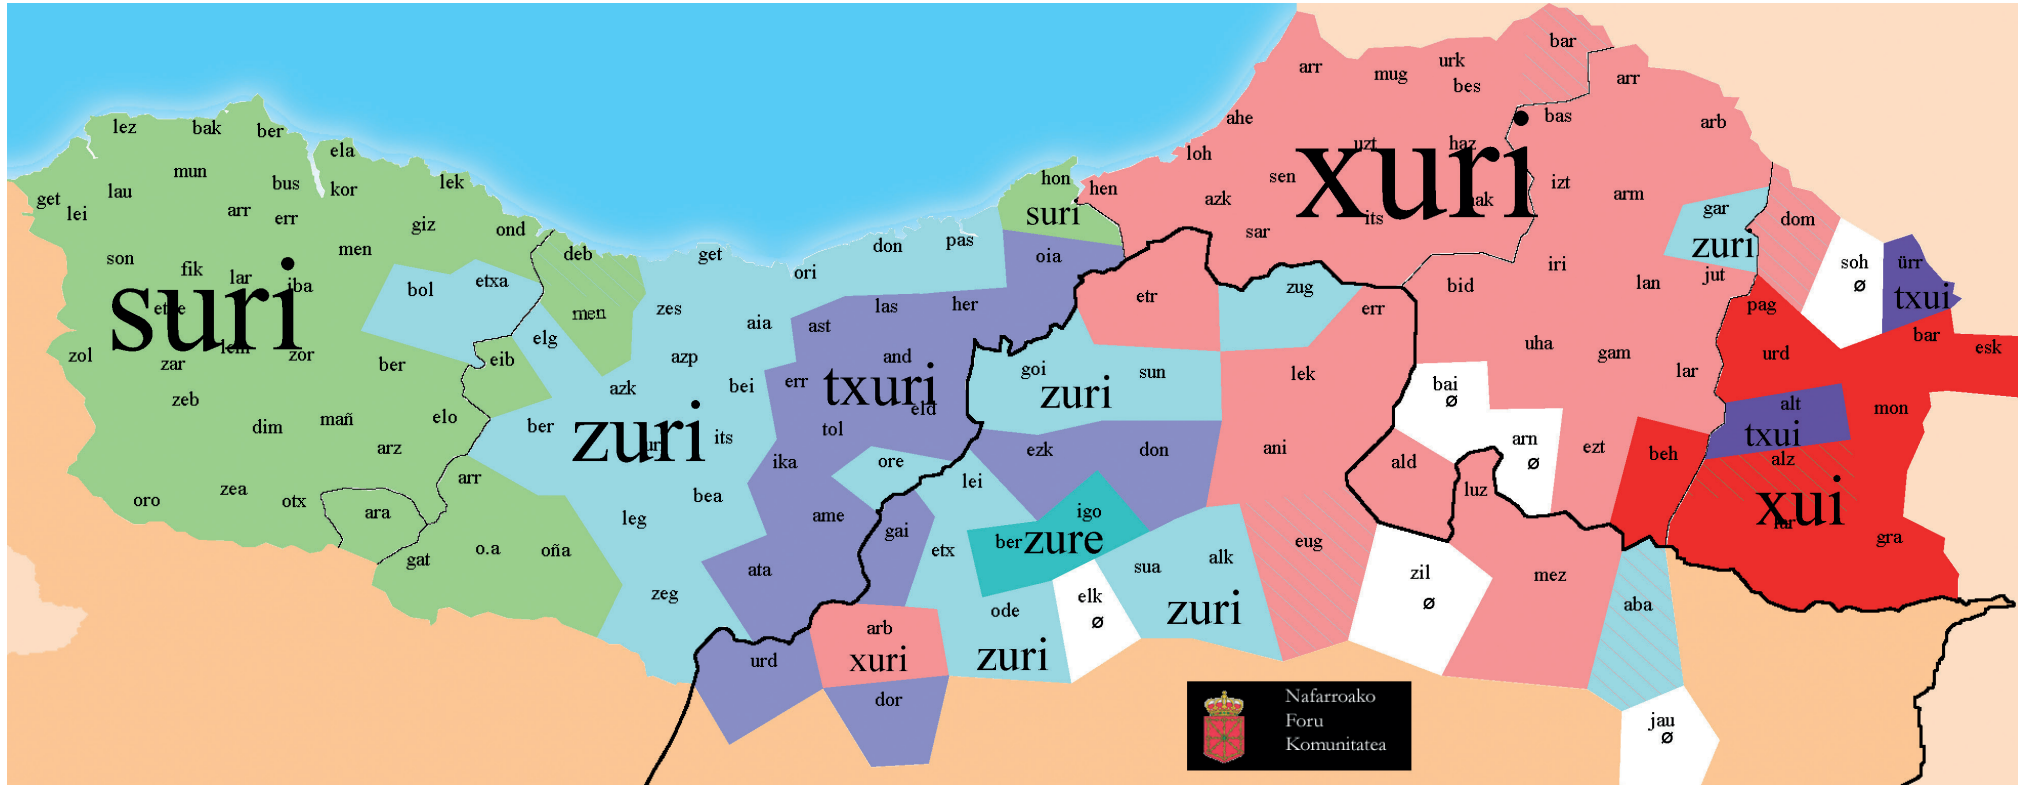 lez
bak
ber
mun
ela
get
lei
lau
bus
kor
lek
arr
err
giz
ond
men
son
fik
lar
iba
suri
zol
zar
zor
ber
zeb
dim
mañ
elo
arz
oro
zea
otx
ara
arr
gat
o.a
oña
bol
etxa
deb
men
elg
eib
get
ori
don
pas
zes
aia
azp
azk
bei
ber
zuri
its
bea
leg
zeg
hon
suri
oia
las
her
ast
and
err
txuri
eld
tol
ika
ore
ame
ata
gai
lei
etx
urd
arb
xuri
dor
hen
loh
ahe
arr
mug
urk
bes
bar
arr
bas
arb
uzt
haz
sen
azk
xuri
its
izt
arm
sar
iri
lan
jut
bid
gar
zuri
dom
soh
ø
ürr
txui
pag
bar
esk
urd
alt
txui
mon
alz
xui
gra
etr
zug
err
goi
sun
zuri
lek
uha
gam
lar
bai
ø
arn
ø
ezt
beh
ezk
don
ani
ald
luz
igo
ber
zure
sua
alk
zuri
eug
ode
zuri
elk
ø
zil
ø
mez
aba
jau
ø
Nafarroako
Foru
Komunitatea